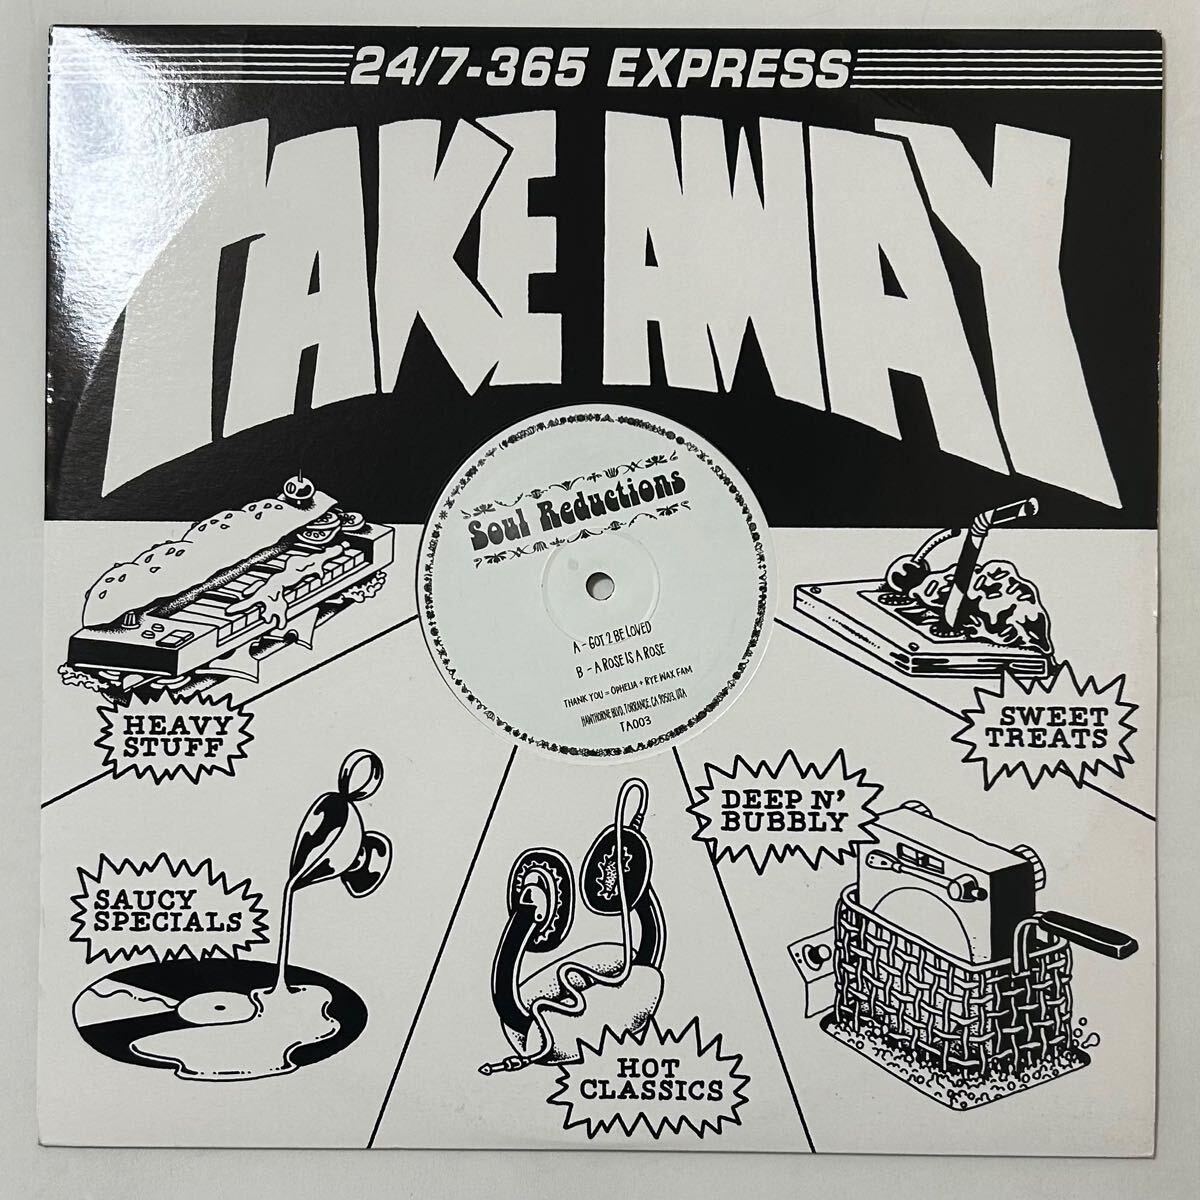 24/7-365 EXPRESS
TAKE AWAY
Soul Reductions
A - GOT 2 BE LOVED
B - A ROSE IS A ROSE
THANK YOU = OPHELIA + RYE WAX FAM
HAWTHORNE BLVD, TORRANCE, CA 90503, USA
TA003
HEAVY
STUFF
SWEET
TREATS
DEEP N'
BUBBLY
SAUCY
SPECIALS
HOT
CLASSICS